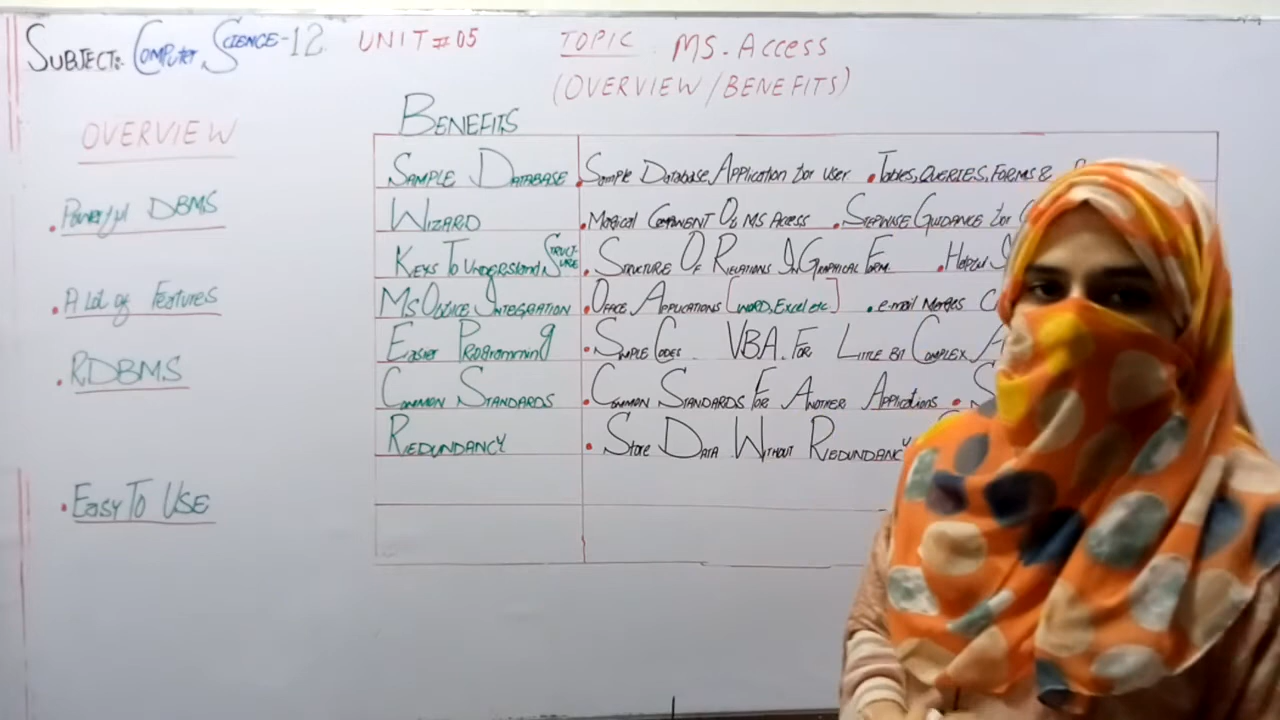 SUBJECT:. COMPUTER SCIENCE-12 UNIT # 05 TOPIC MS-ACCESS
(OVERVIEW/BENEFITS)
OVERVIEW
. Powerful DBMS
. A Lot of Features
. RDBMS
. EASY TO USE
BENEFITS
SAMPLE DATABASE . Sample DATABASE APPLICATION for User . TABLES, QUERIES, FORMS &
WIZARD . MAGICAL COMPONENT OF MS ACCESS . STEPWISE GUIDANCE for
KEYS TO UNDERSTAND STRUCTURE . STRUCTURE OF RELATIONS IN GRAPHICAL FORM.
MS OFFICE INTEGRATION . OFFICE APPLICATIONS [WORD, Excel etc] . e-mail Merges
EASIER PROGRAMMING . SIMPLE CODES VBA. FOR LITTLE BIT COMPLEX
COMMON STANDARDS . COMMON STANDARDS FOR ANOTHER APPLICATIONS .
REDUNDANCY . STORE DATA WITHOUT REDUNDANCY